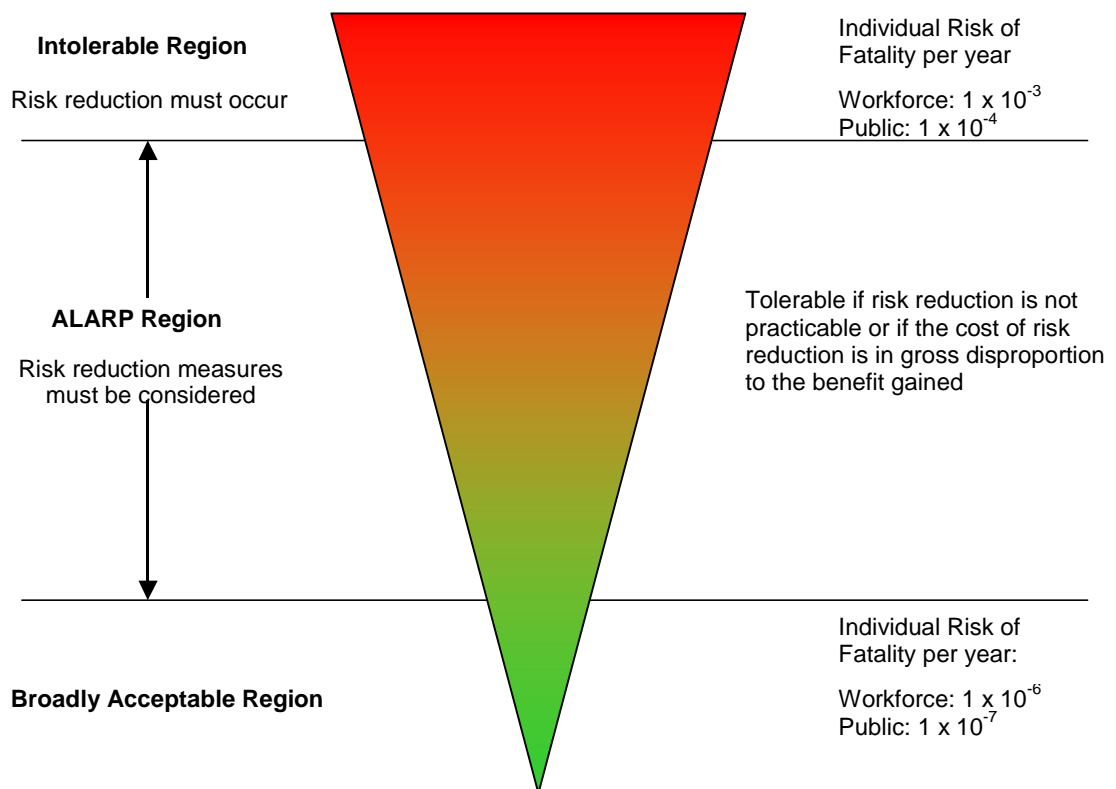 Intolerable Region
Risk reduction must occur
Individual Risk of
Fatality per year
Workforce: 1 x 10⁻³
Public: 1 x 10⁻⁴
ALARP Region
Risk reduction measures
must be considered
Tolerable if risk reduction is not
practicable or if the cost of risk
reduction is in gross disproportion
to the benefit gained
Broadly Acceptable Region
Individual Risk of
Fatality per year:
Workforce: 1 x 10⁻⁶
Public: 1 x 10⁻⁷